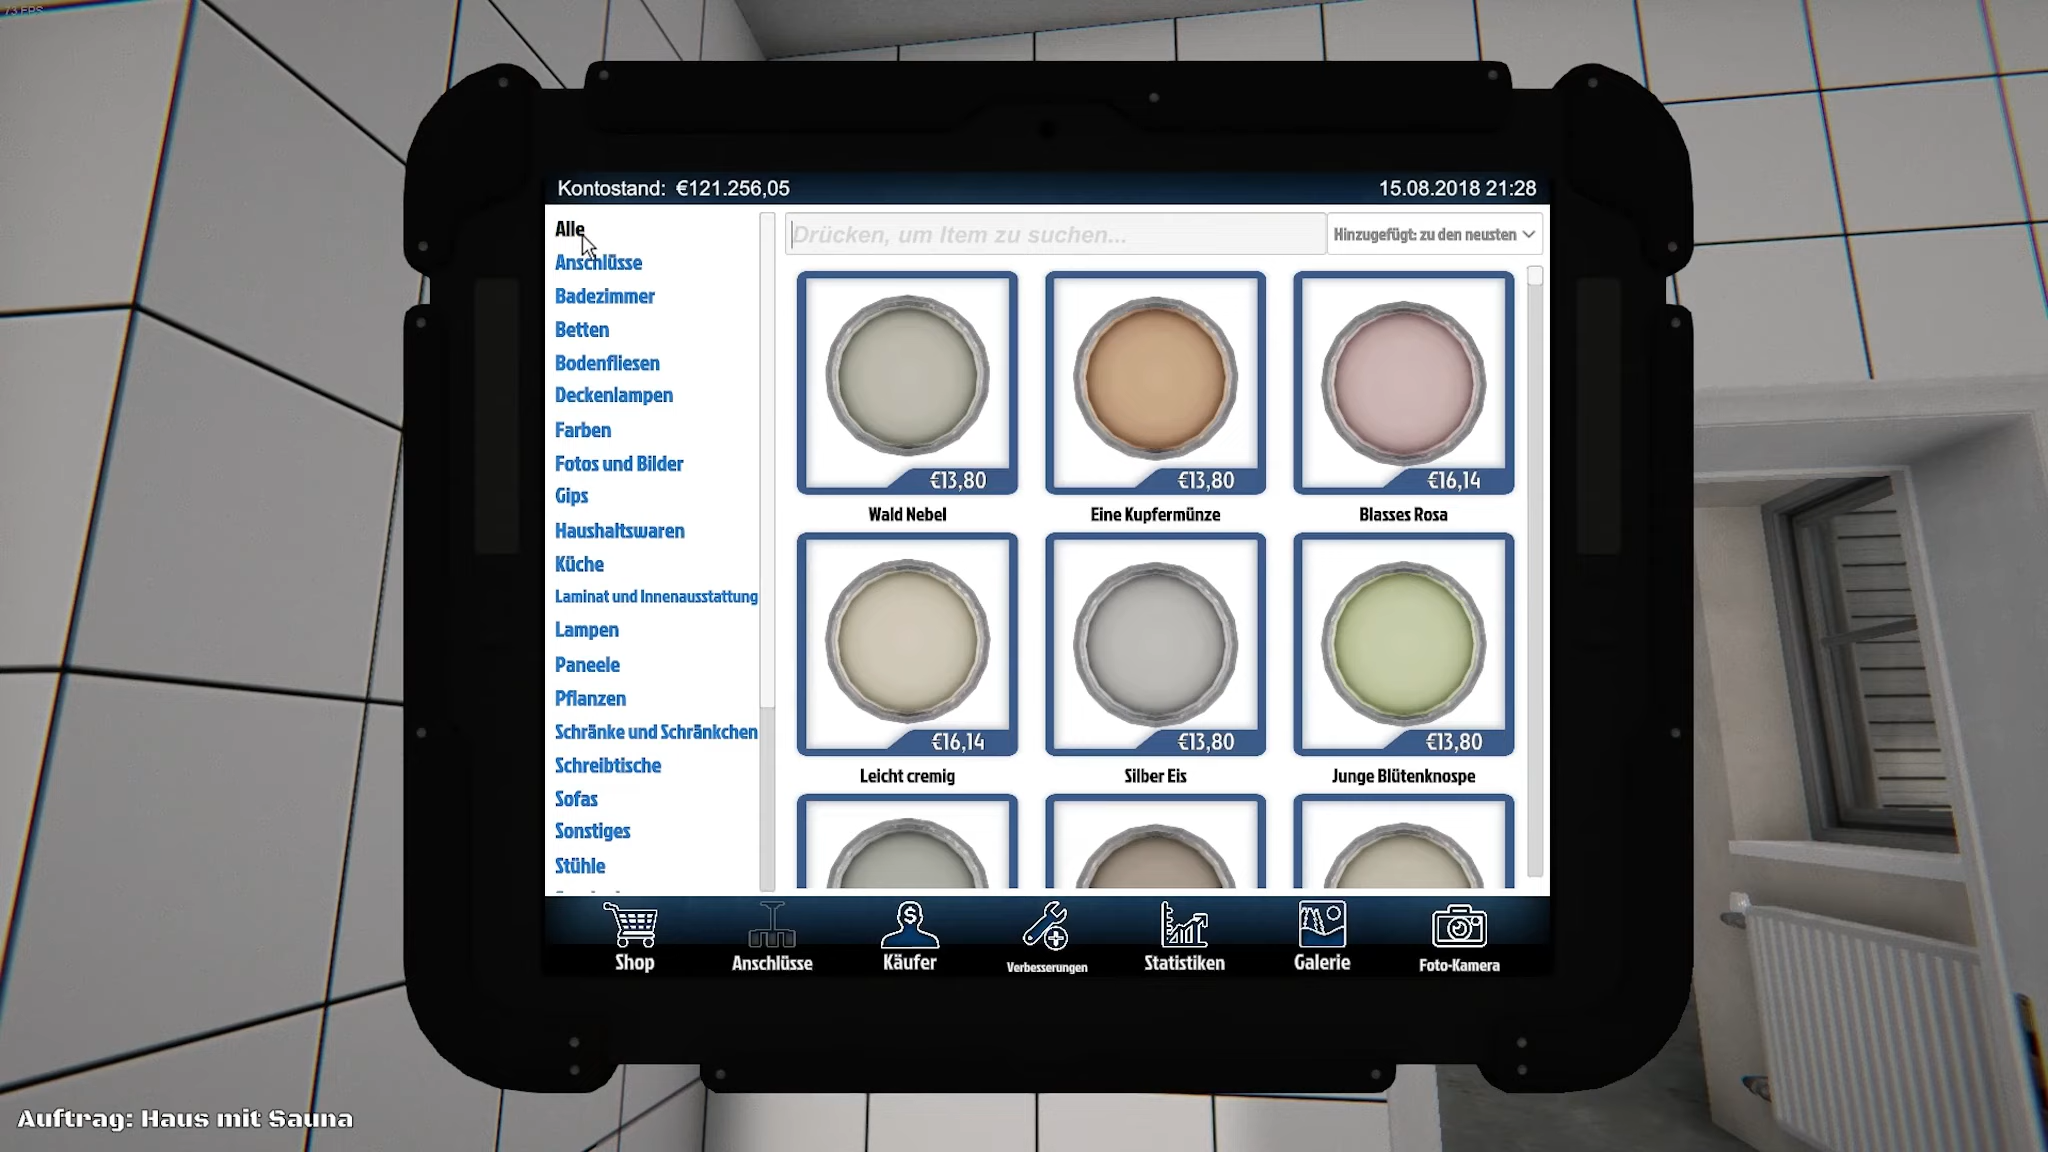 73 FPS
Kontostand: €121.256,05
15.08.2018 21:28
Alle
Anschlüsse
Badezimmer
Betten
Bodenfliesen
Deckenlampen
Farben
Fotos und Bilder
Gips
Haushaltswaren
Küche
Laminat und Innenausstattung
Lampen
Paneele
Pflanzen
Schränke und Schränkchen
Schreibtische
Sofas
Sonstiges
Stühle
Drücken, um Item zu suchen...
Hinzugefügt: zu den neusten
€13,80
€13,80
€16,14
Wald Nebel
Eine Kupfermünze
Blasses Rosa
€16,14
€13,80
€13,80
Leicht cremig
Silber Eis
Junge Blütenknospe
Shop
Anschlüsse
Käufer
Verbesserungen
Statistiken
Galerie
Foto-Kamera
Auftrag: Haus mit Sauna